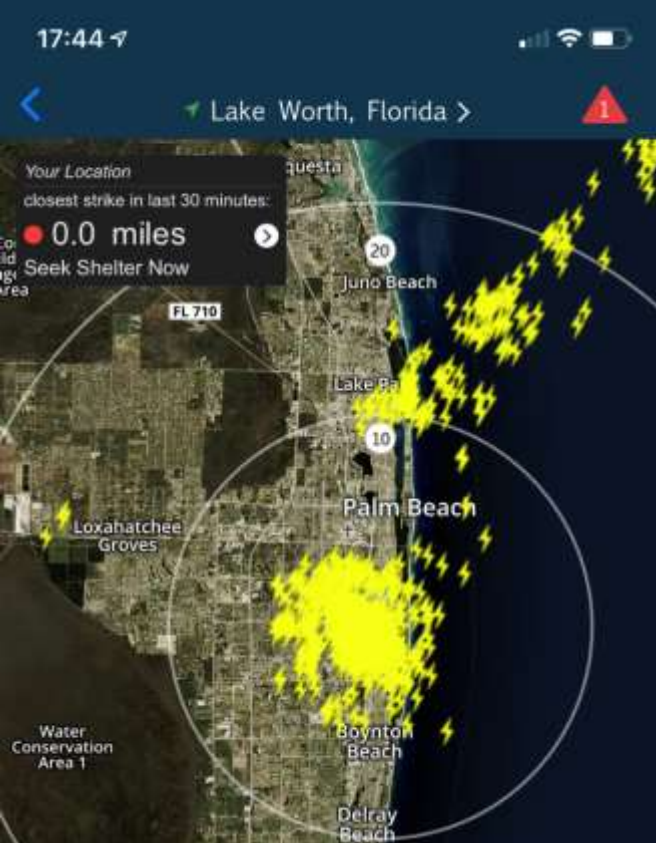 17:44
Lake Worth, Florida
1
questa
Your Location
closest strike in last 30 minutes:
0.0 miles
Seek Shelter Now
Area
20
Juno Beach
FL 710
Lake Pa
10
Palm Beach
Loxahatchee
Groves
Water
Conservation
Area 1
Boynton
Beach
Delray
Beach